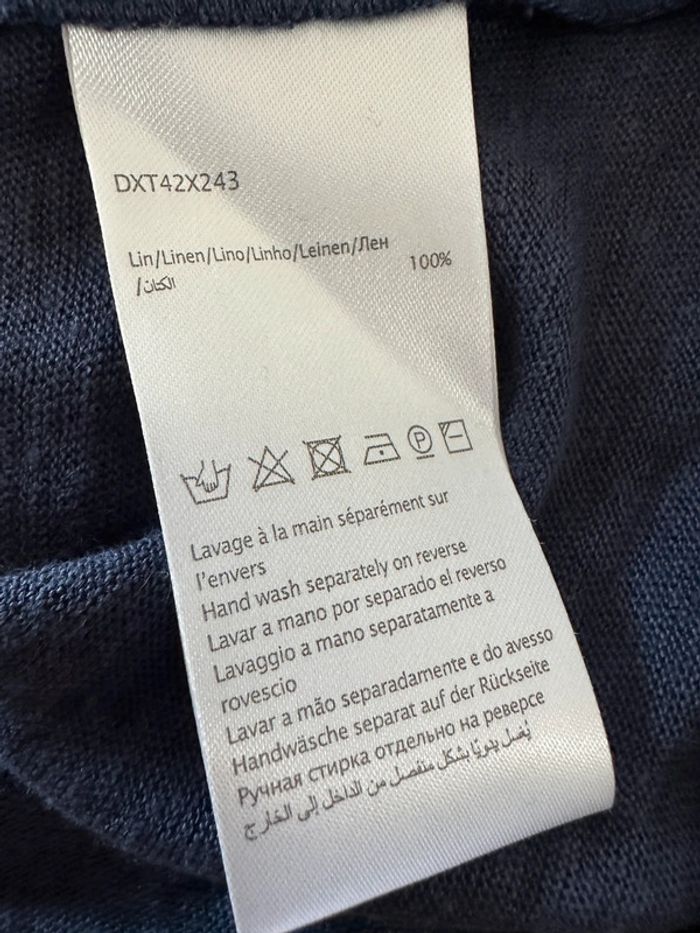 DXT42X243
Lin/Linen/Lino/Linho/Leinen/Лен 100%
/الكتان
P
Lavage à la main séparément sur
l'envers
Hand wash separately on reverse
Lavar a mano por separado el reverso
Lavaggio a mano separatamente a
rovescio
Lavar a mão separadamente e do avesso
Handwäsche separat auf der Rückseite
Ручная стирка отдельно на реверсе
يُغسل يدويًا بشكل منفصل من الداخل إلى الخارج